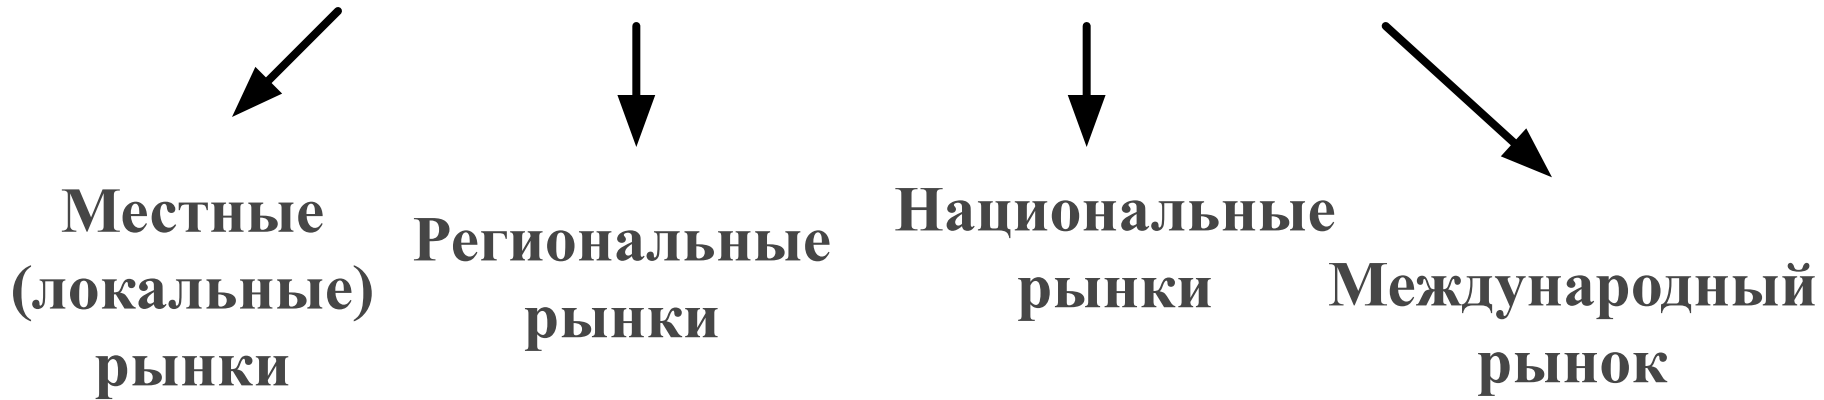 Местные
(локальные)
рынки
Региональные
рынки
Национальные
рынки
Международный
рынок